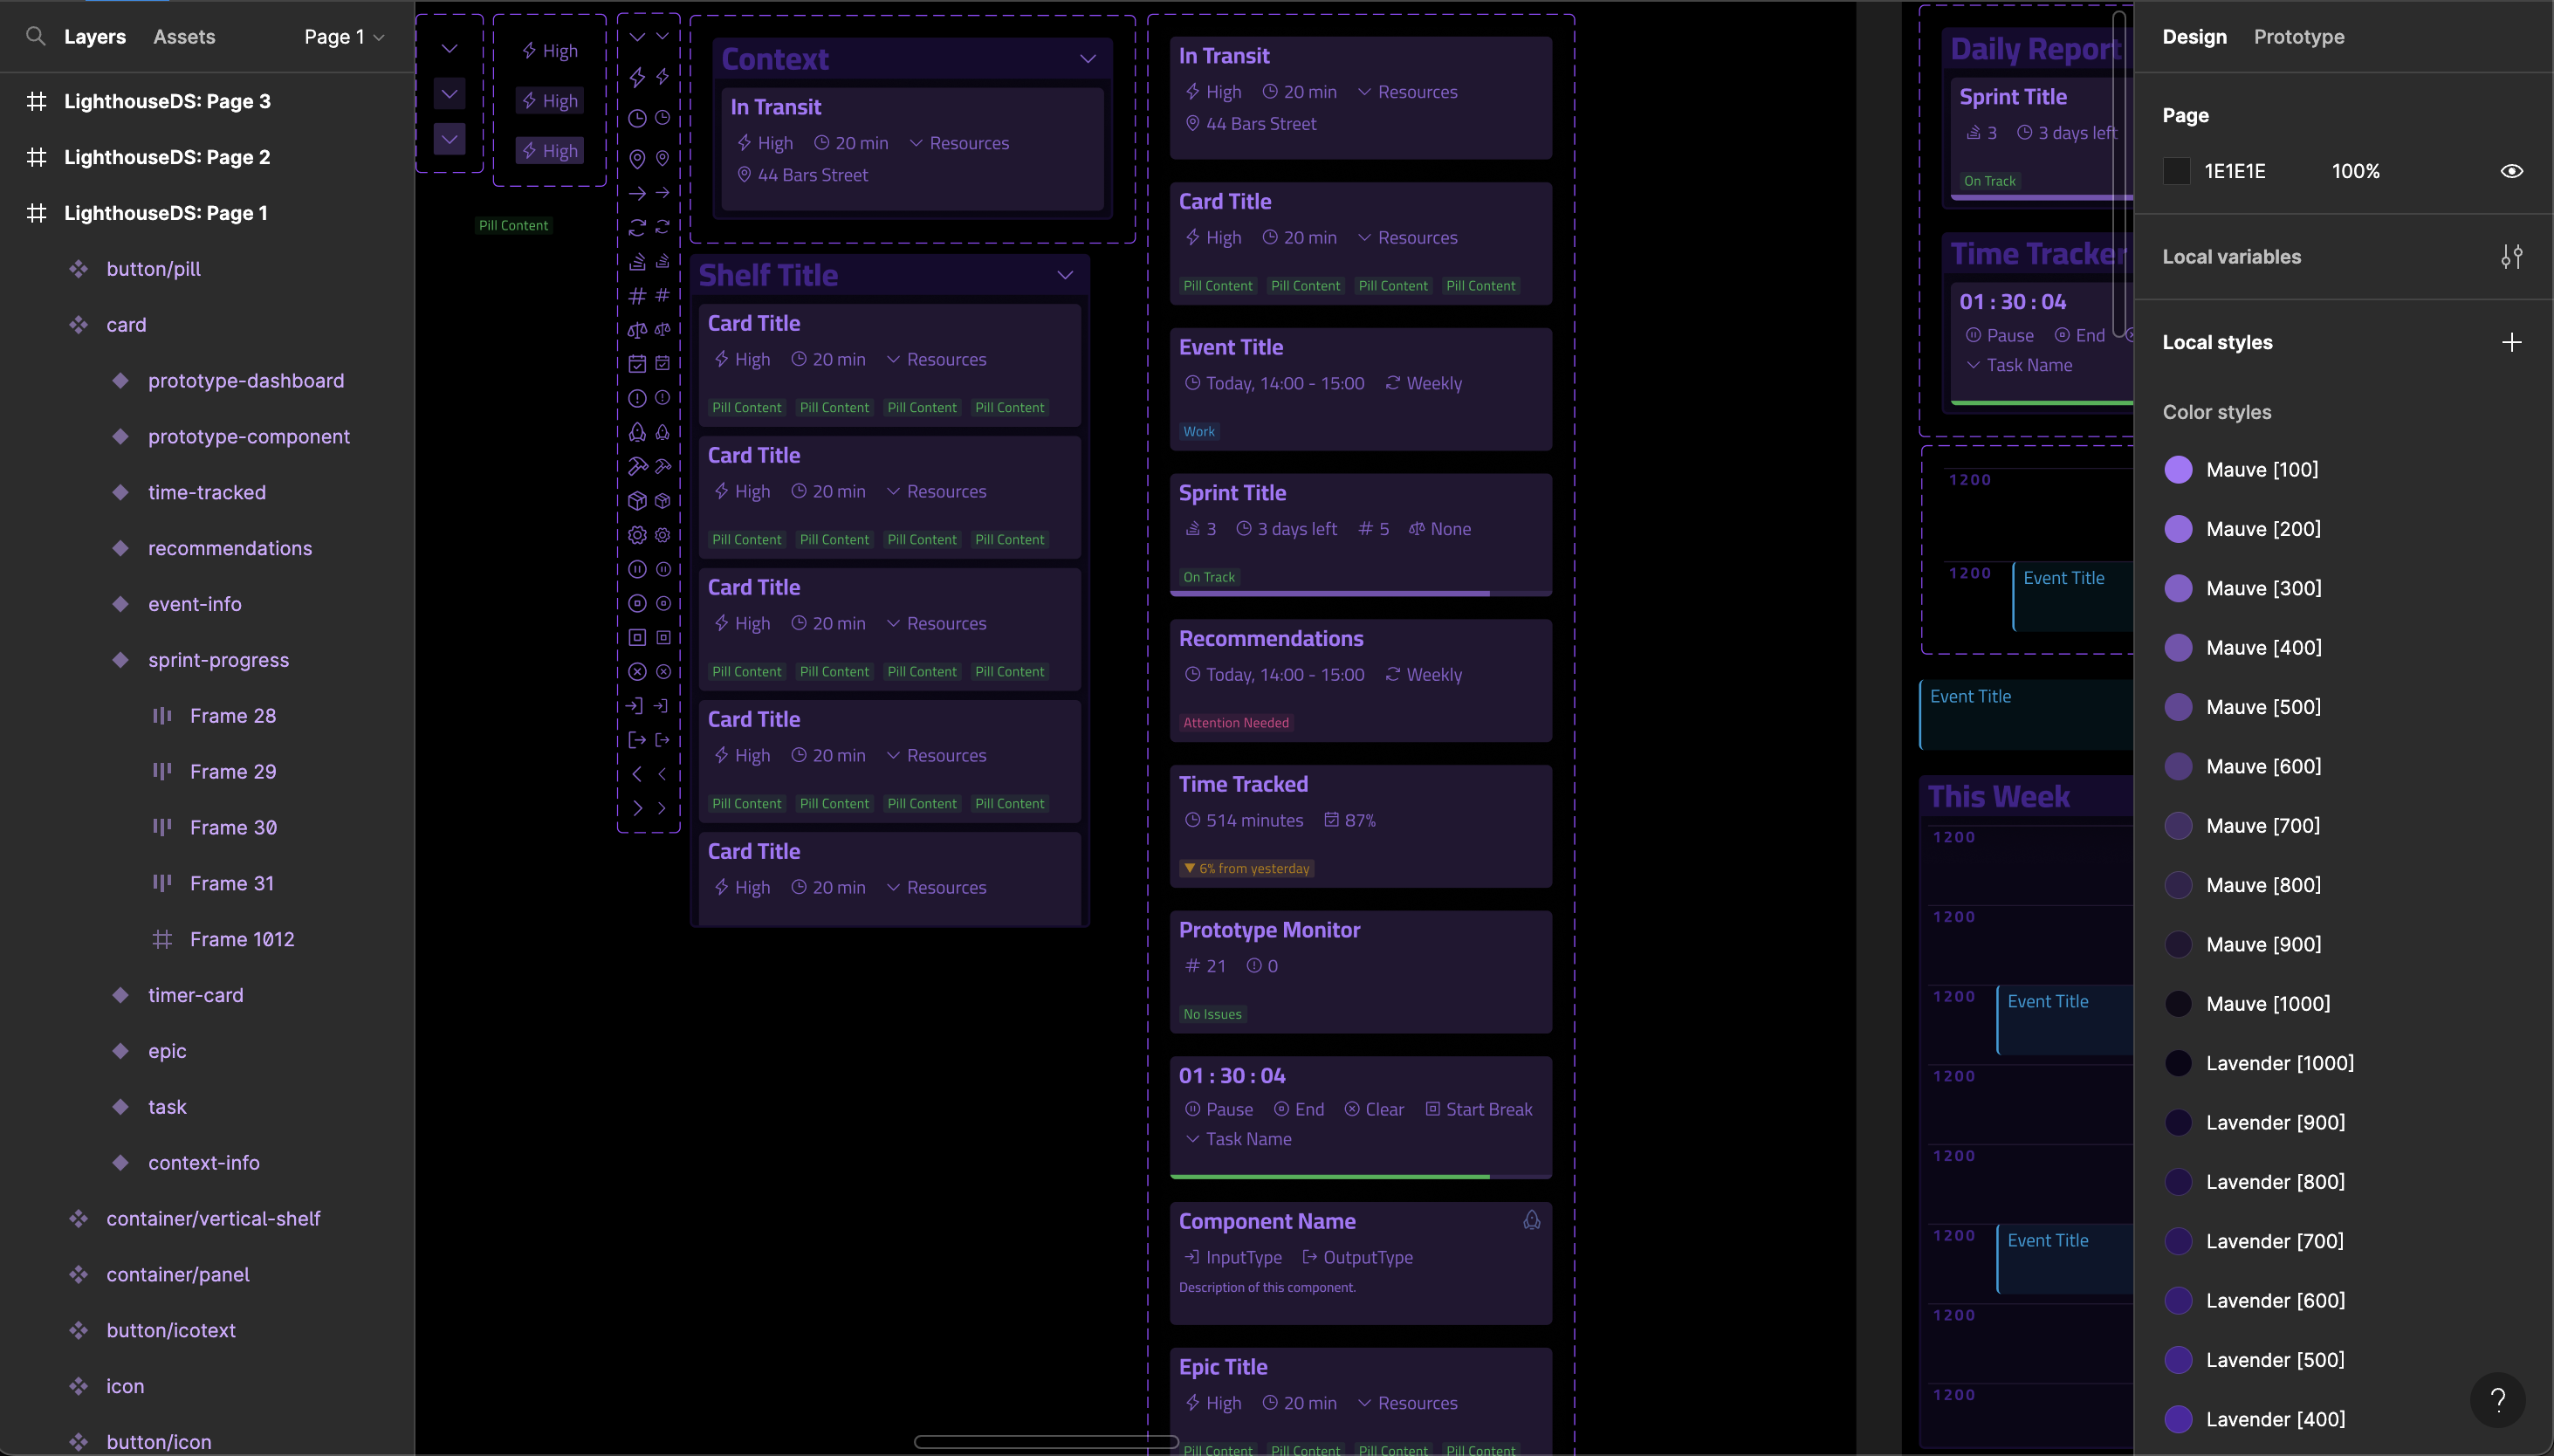 Layers
Assets
Page 1
LighthouseDS: Page 3
LighthouseDS: Page 2
LighthouseDS: Page 1
button/pill
card
prototype-dashboard
prototype-component
time-tracked
recommendations
event-info
sprint-progress
Frame 28
Frame 29
Frame 30
Frame 31
Frame 1012
timer-card
epic
task
context-info
container/vertical-shelf
container/panel
button/icotext
icon
button/icon
High
High
High
Pill Content
Context
In Transit
High 20 min Resources
44 Bars Street
Shelf Title
Card Title
High 20 min Resources
Pill Content Pill Content Pill Content Pill Content
Card Title
High 20 min Resources
Pill Content Pill Content Pill Content Pill Content
Card Title
High 20 min Resources
Pill Content Pill Content Pill Content Pill Content
Card Title
High 20 min Resources
Pill Content Pill Content Pill Content Pill Content
Card Title
High 20 min Resources
In Transit
High 20 min Resources
44 Bars Street
Card Title
High 20 min Resources
Pill Content Pill Content Pill Content Pill Content
Event Title
Today, 14:00 - 15:00 Weekly
Work
Sprint Title
3 3 days left # 5 None
On Track
Recommendations
Today, 14:00 - 15:00 Weekly
Attention Needed
Time Tracked
514 minutes 87%
▼ 6% from yesterday
Prototype Monitor
# 21 0
No Issues
01 : 30 : 04
Pause End Clear Start Break
Task Name
Component Name
InputType OutputType
Description of this component.
Epic Title
High 20 min Resources
Pill Content Pill Content Pill Content Pill Content
Daily Report
Sprint Title
3 3 days left
On Track
Time Tracker
01 : 30 : 04
Pause End
Task Name
1200
1200
Event Title
Event Title
This Week
1200
1200
1200
Event Title
1200
1200
1200
Event Title
1200
1200
Design
Prototype
Page
1E1E1E 100%
Local variables
Local styles
Color styles
Mauve [100]
Mauve [200]
Mauve [300]
Mauve [400]
Mauve [500]
Mauve [600]
Mauve [700]
Mauve [800]
Mauve [900]
Mauve [1000]
Lavender [1000]
Lavender [900]
Lavender [800]
Lavender [700]
Lavender [600]
Lavender [500]
Lavender [400]
?